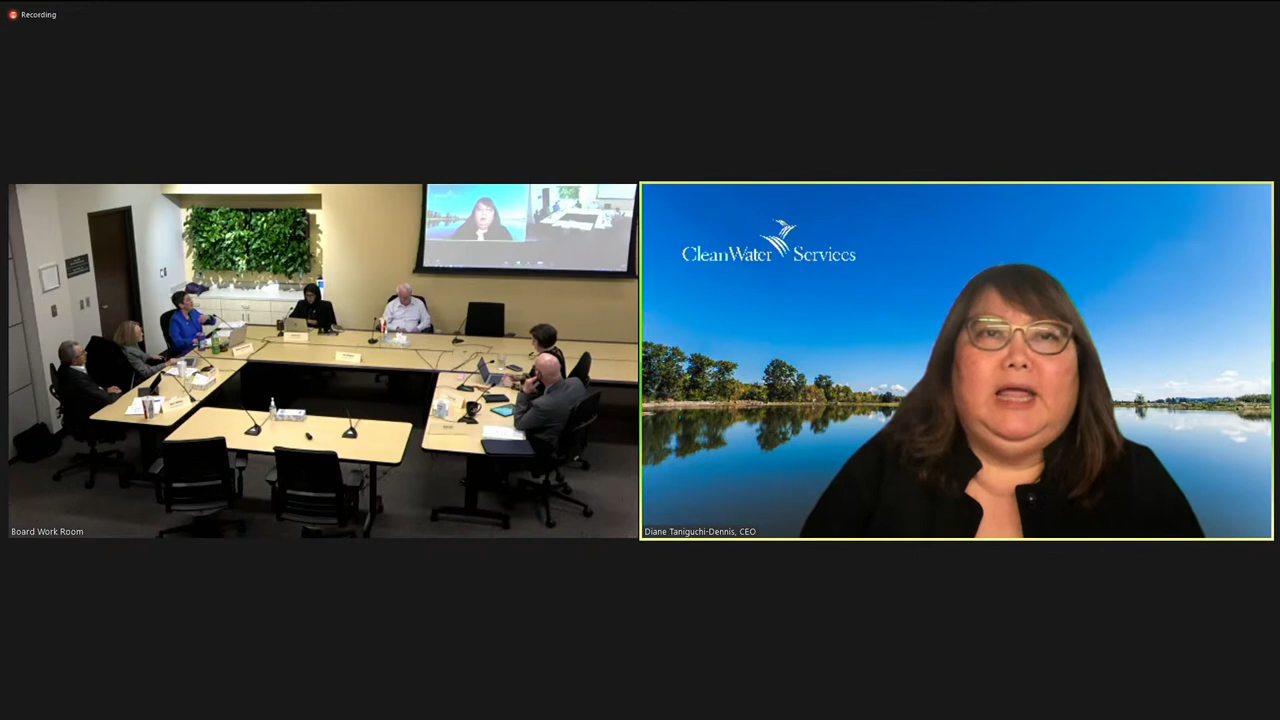 Recording
CleanWater Services
Board Work Room
Diane Taniguchi-Dennis, CEO